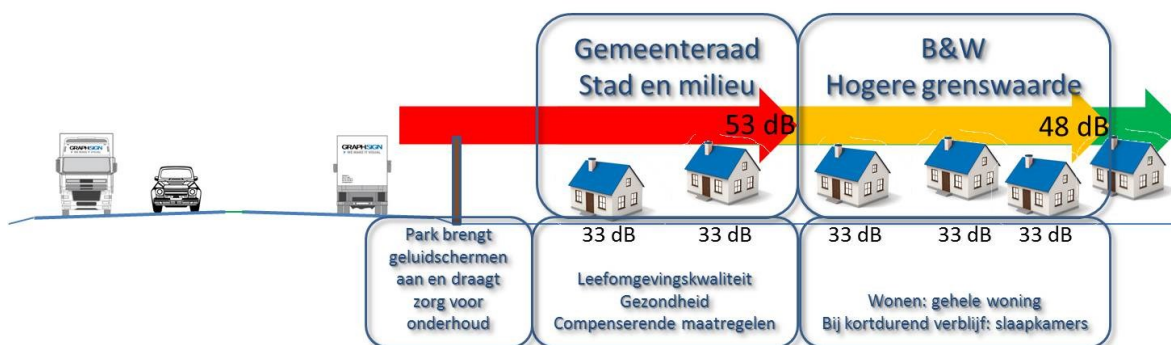 Gemeenteraad
Stad en milieu
B&W
Hogere grenswaarde
53 dB
48 dB
GRAPHSIGN
GRAPHSIGN
33 dB
33 dB
33 dB
33 dB
33 dB
Park brengt
geluidschermen
aan en draagt
zorg voor
onderhoud
Leefomgevingskwaliteit
Gezondheid
Compenserende maatregelen
Wonen: gehele woning
Bij kortdurend verblijf: slaapkamers